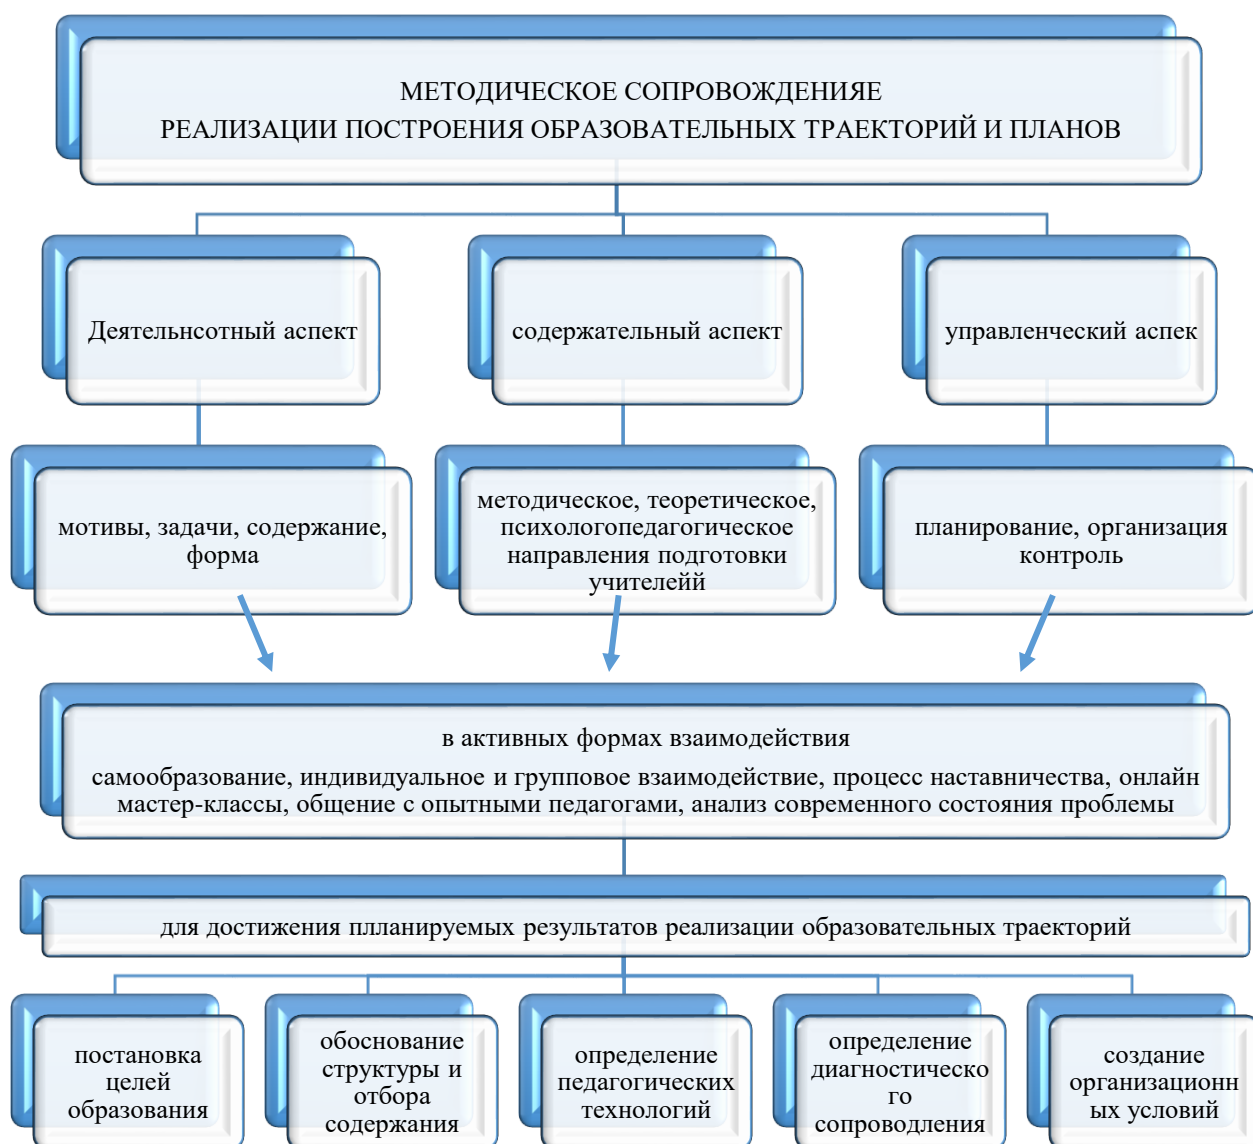 МЕТОДИЧЕСКОЕ СОПРОВОЖДЕНИЯЕ
РЕАЛИЗАЦИИ ПОСТРОЕНИЯ ОБРАЗОВАТЕЛЬНЫХ ТРАЕКТОРИЙ И ПЛАНОВ
Деятельнсотный аспект
содержательный аспект
управленческий аспек
мотивы, задачи, содержание,
форма
методическое, теоретическое,
психологопедагогическое
направления подготовки
учителейй
планирование, организация
контроль
в активных формах взаимодействия
самообразование, индивидуальное и групповое взаимодействие, процесс наставничества, онлайн
мастер-классы, общение с опытными педагогами, анализ современного состояния проблемы
для достижения плланируемых результатов реализации образовательных траекторий
постановка
целей
образования
обоснование
структуры и
отбора
содержания
определение
педагогических
технологий
определение
диагностическо
го
сопроводления
создание
организационн
ых условий